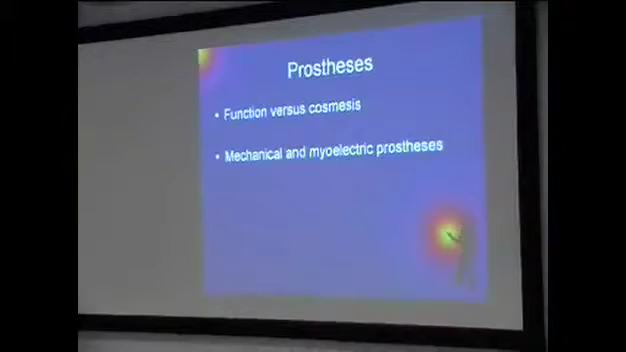 Prostheses
• Function versus cosmesis
• Mechanical and myoelectric prostheses